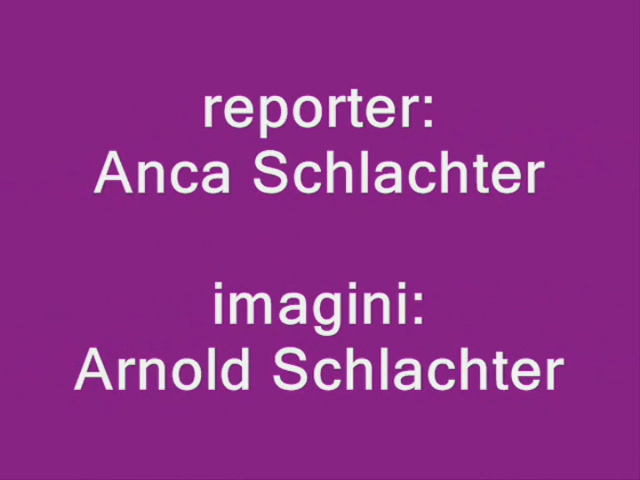 reporter:
Anca Schlachter
imagini:
Arnold Schlachter